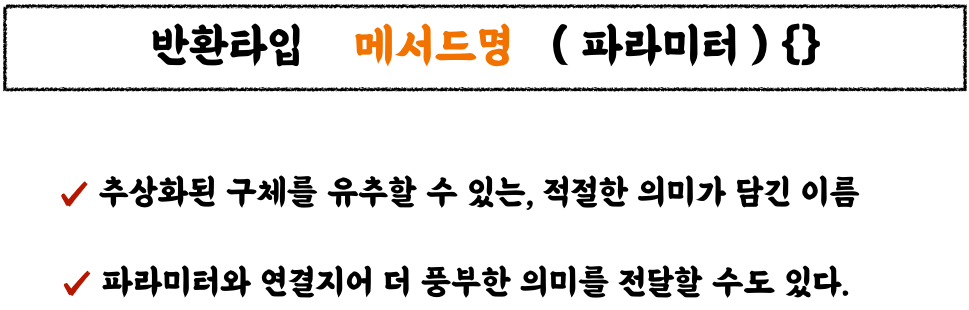 반환타입 메서드명 ( 파라미터 ) {}
추상화된 구체를 유추할 수 있는, 적절한 의미가 담긴 이름
파라미터와 연결지어 더 풍부한 의미를 전달할 수도 있다.